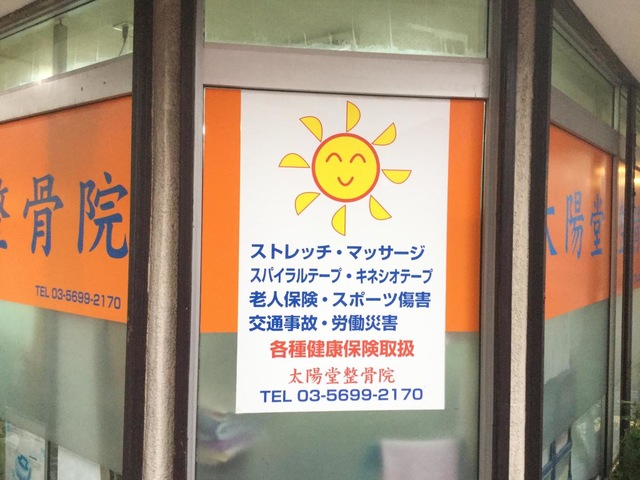 整骨院
TEL 03-5699-2170
ストレッチ・マッサージ
スパイラルテープ・キネシオテープ
老人保険・スポーツ傷害
交通事故・労働災害
各種健康保険取扱
太陽堂整骨院
TEL 03-5699-2170
太陽堂